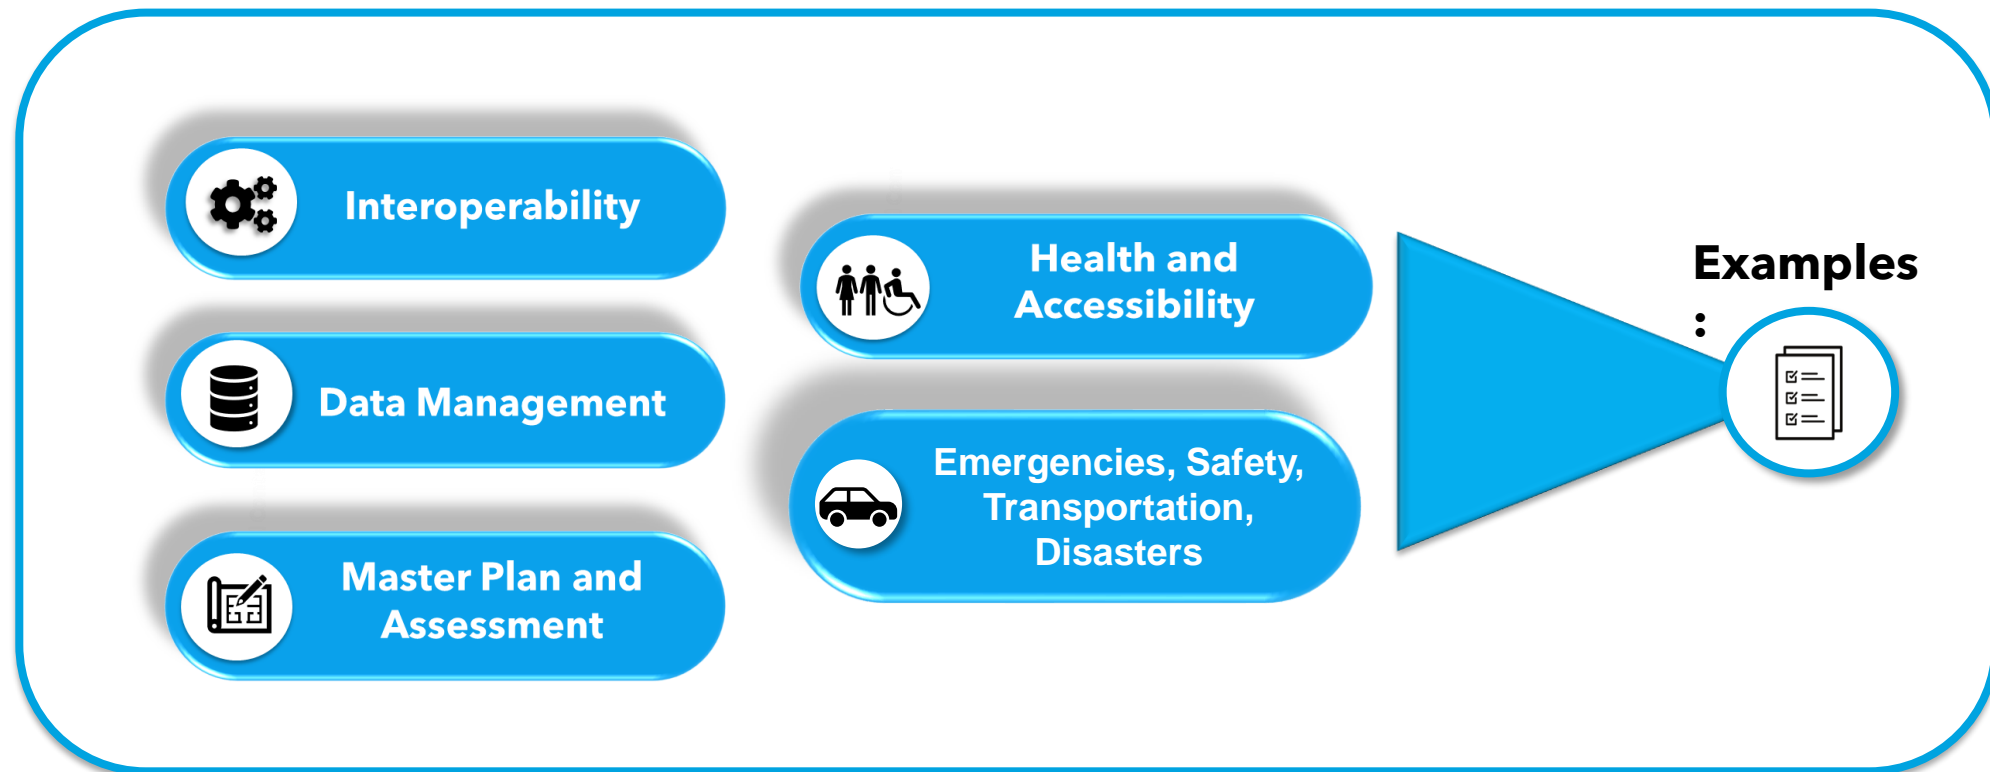 Interoperability
Data Management
Master Plan and
Assessment
Health and
Accessibility
Emergencies, Safety,
Transportation,
Disasters
Examples
: